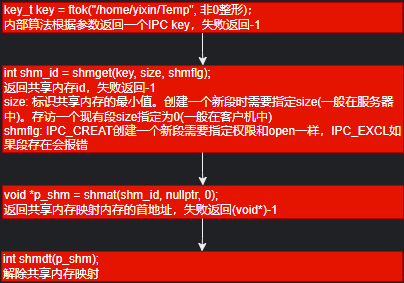 key_t key = ftok("/home/yixin/Temp", 非0整形);
内部算法根据参数返回一个IPC key，失败返回-1
int shm_id = shmget(key, size, shmflg);
返回共享内存id，失败返回-1
size: 标识共享内存的最小值。创建一个新段时需要指定size(一般在服务器
中)。存访一个现有段size指定为0(一般在客户机中)
shmflg: IPC_CREAT创建一个新段需要指定权限和open一样，IPC_EXCL如
果段存在会报错
void *p_shm = shmat(shm_id, nullptr, 0);
返回共享内存映射内存的首地址，失败返回(void*)-1
int shmdt(p_shm);
解除共享内存映射